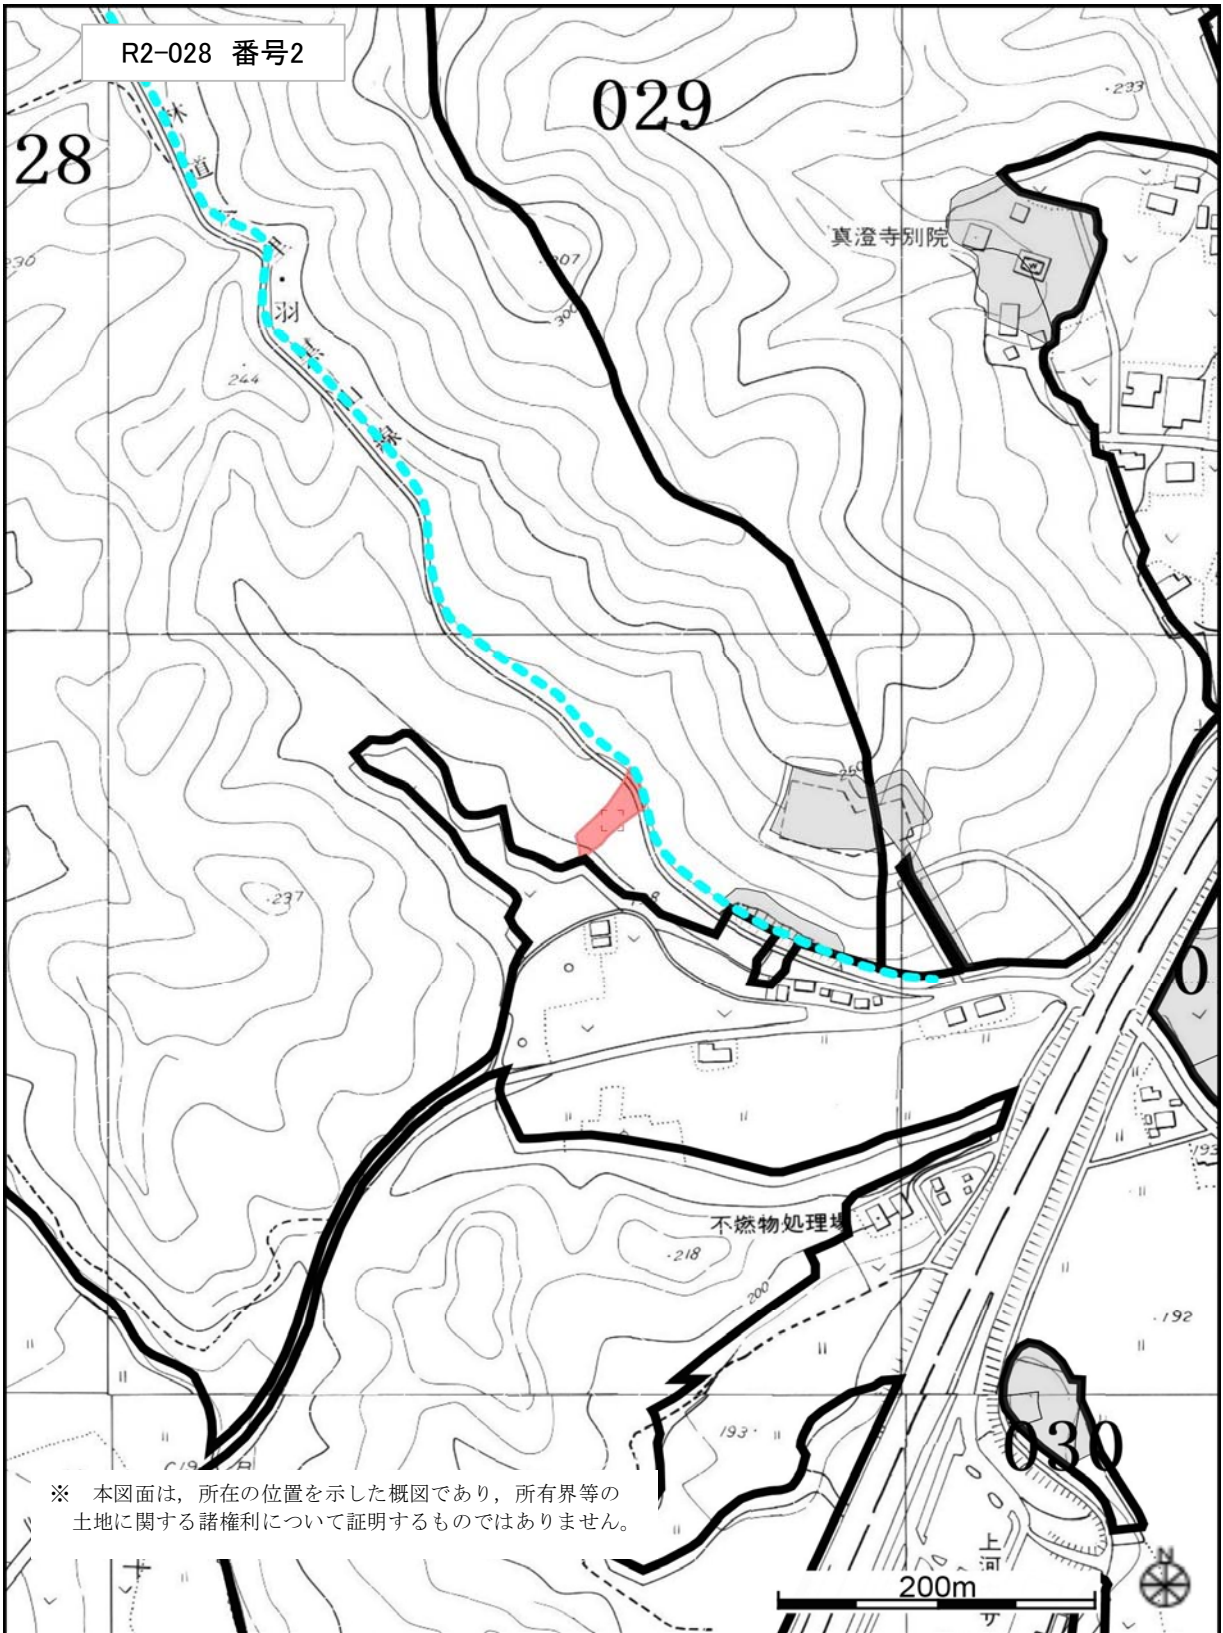 R2-028 番号2
029
28
・233
真澄寺別院
230
林道
・羽
・307
300
244
250
・237
0
193
不燃物処理場
・218
200
・192
193・
030
※ 本図面は，所在の位置を示した概図であり，所有界等の
土地に関する諸権利について証明するものではありません。
上河
サ
N
200m